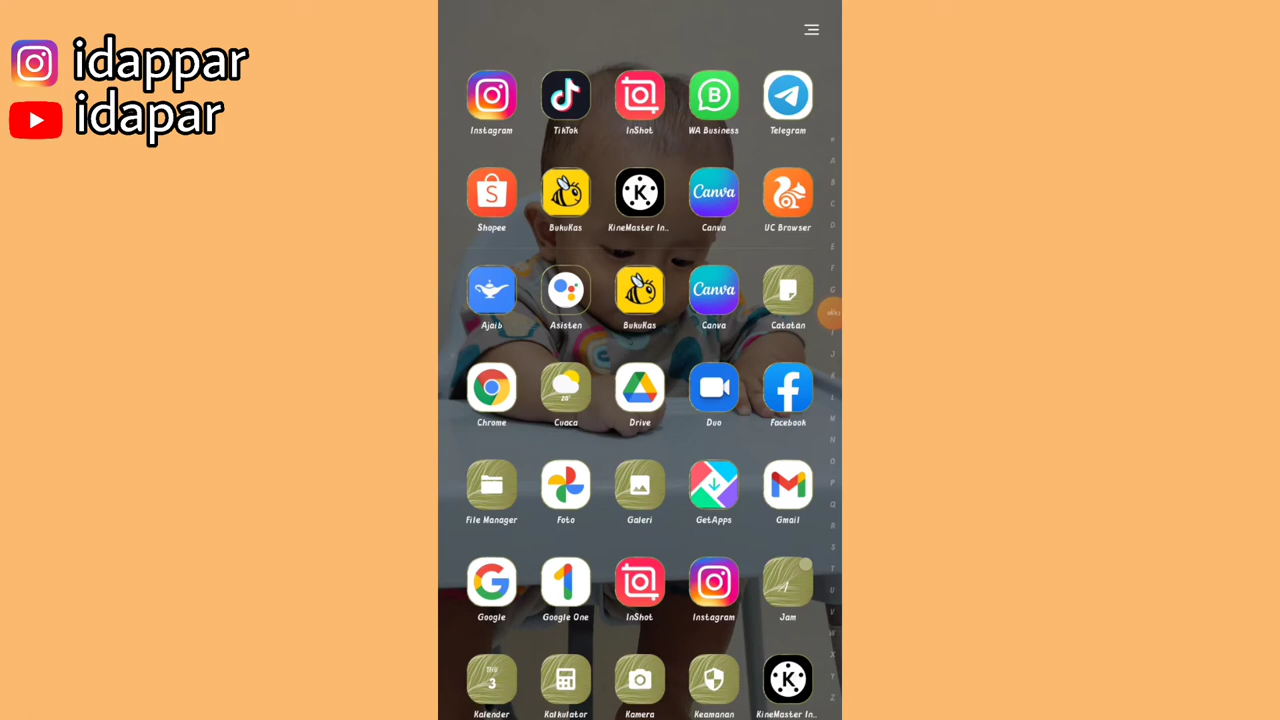 idappar
idapar
Instagram TikTok InShot WA Business Telegram
Shopee BukuKas KineMaster In.. Canva UC Browser
Ajaib Asisten BukuKas Canva Catatan
Chrome Cuaca Drive Duo Facebook
File Manager Foto Galeri GetApps Gmail
Google Google One InShot Instagram Jam
THU
3
Kalender Kalkulator Kamera Keamanan KineMaster In..
#
A
B
C
D
E
F
G
I
J
K
L
M
N
O
P
Q
R
S
T
U
V
W
X
Y
Z